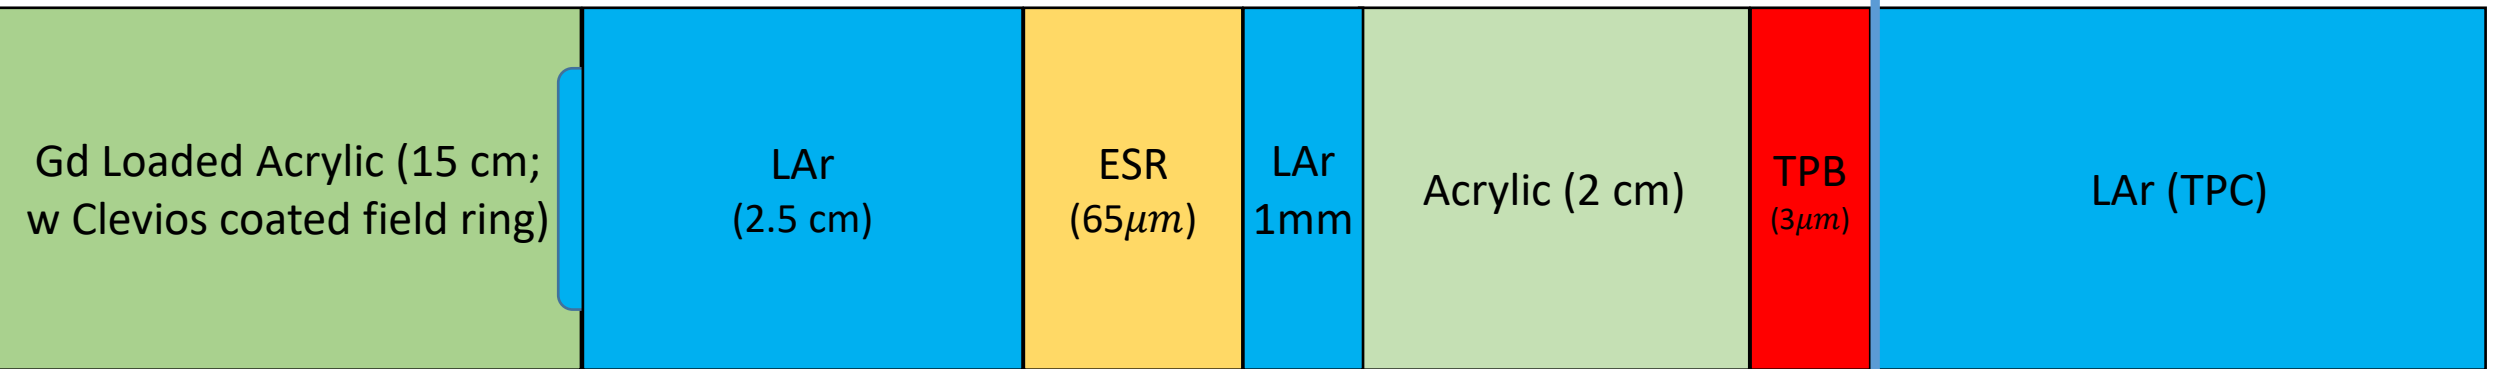 Gd Loaded Acrylic (15 cm;
w Clevios coated field ring)
LAr
(2.5 cm)
ESR
(65𝜇𝑚)
LAr
1mm
Acrylic (2 cm)
TPB
(3𝜇𝑚)
LAr (TPC)